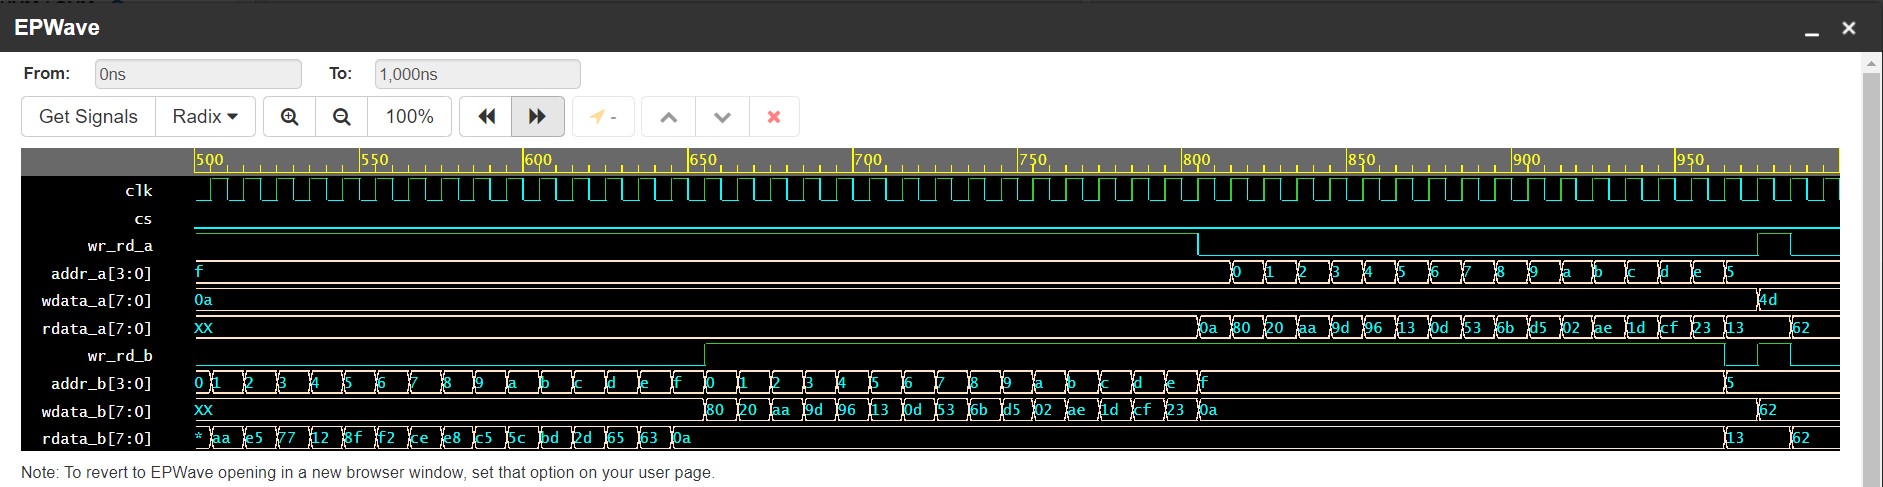 EPWave
From: 0ns To: 1,000ns
Get Signals Radix 100% -
500 550 600 650 700 750 800 850 900 950
clk
cs
wr_rd_a
addr_a[3:0] f 0 1 2 3 4 5 6 7 8 9 a b c d e 5
wdata_a[7:0] 0a 4d
rdata_a[7:0] XX 0a 80 20 aa 9d 96 13 0d 53 6b d5 02 ae 1d cf 23 13 62
wr_rd_b
addr_b[3:0] 0 1 2 3 4 5 6 7 8 9 a b c d e f 0 1 2 3 4 5 6 7 8 9 a b c d e f 5
wdata_b[7:0] XX 80 20 aa 9d 96 13 0d 53 6b d5 02 ae 1d cf 23 0a 62
rdata_b[7:0] * aa e5 77 12 8f f2 ce e8 c5 5c bd 2d 65 63 0a 13 62
Note: To revert to EPWave opening in a new browser window, set that option on your user page.